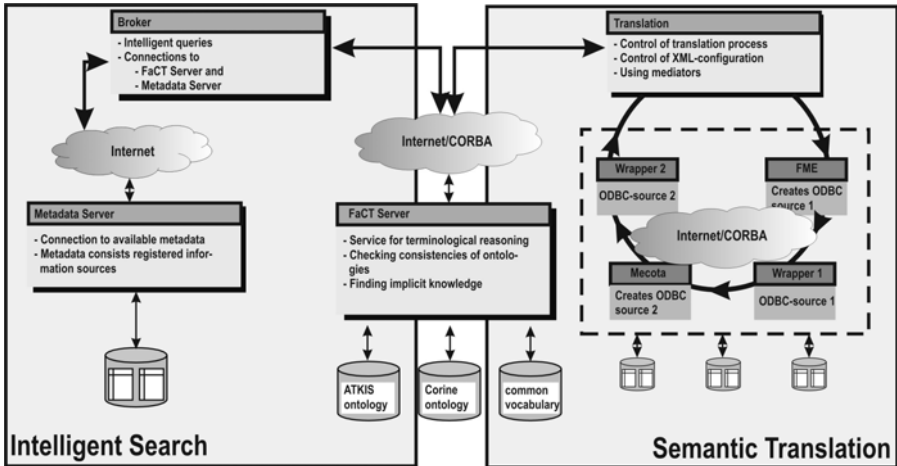 Broker
- Intelligent queries
- Connections to
- FaCT Server and
- Metadata Server
Internet
Metadata Server
- Connection to available metadata
- Metadata consists registered infor-
mation sources
Intelligent Search
Internet/CORBA
FaCT Server
- Service for terminological reasoning
- Checking consistencies of ontolo-
gies
- Finding implicit knowledge
ATKIS
ontology
Corine
ontology
common
vocabulary
Translation
- Control of translation process
- Control of XML-configuration
- Using mediators
Wrapper 2
ODBC-source 2
FME
Creates ODBC
source 1
Internet/CORBA
Mecota
Creates ODBC
source 2
Wrapper 1
ODBC-source 1
Semantic Translation